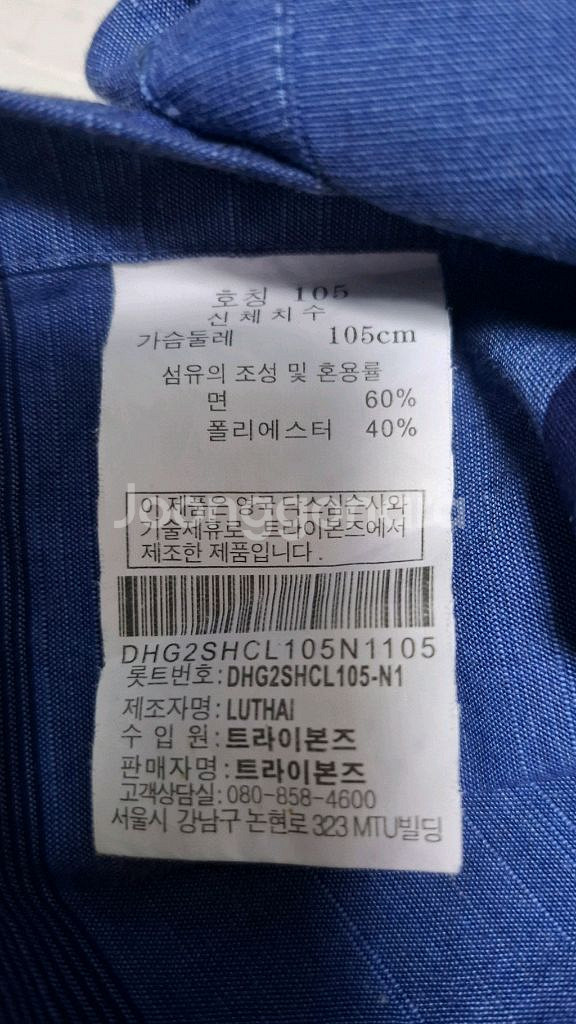 호칭 105
신체치수
가슴둘레 105cm
섬유의 조성 및 혼용률
면 60%
폴리에스터 40%
이 제품은 영국 닥스심슨사와
기술제휴로 트라이본즈에서
제조한 제품입니다.
DHG2SHCL105N1105
롯트번호:DHG2SHCL105-N1
제조자명:LUTHAI
수 입 원:트라이본즈
판매자명:트라이본즈
고객상담실:080-858-4600
서울시 강남구 논현로 323 MTU빌딩
Joonggonara